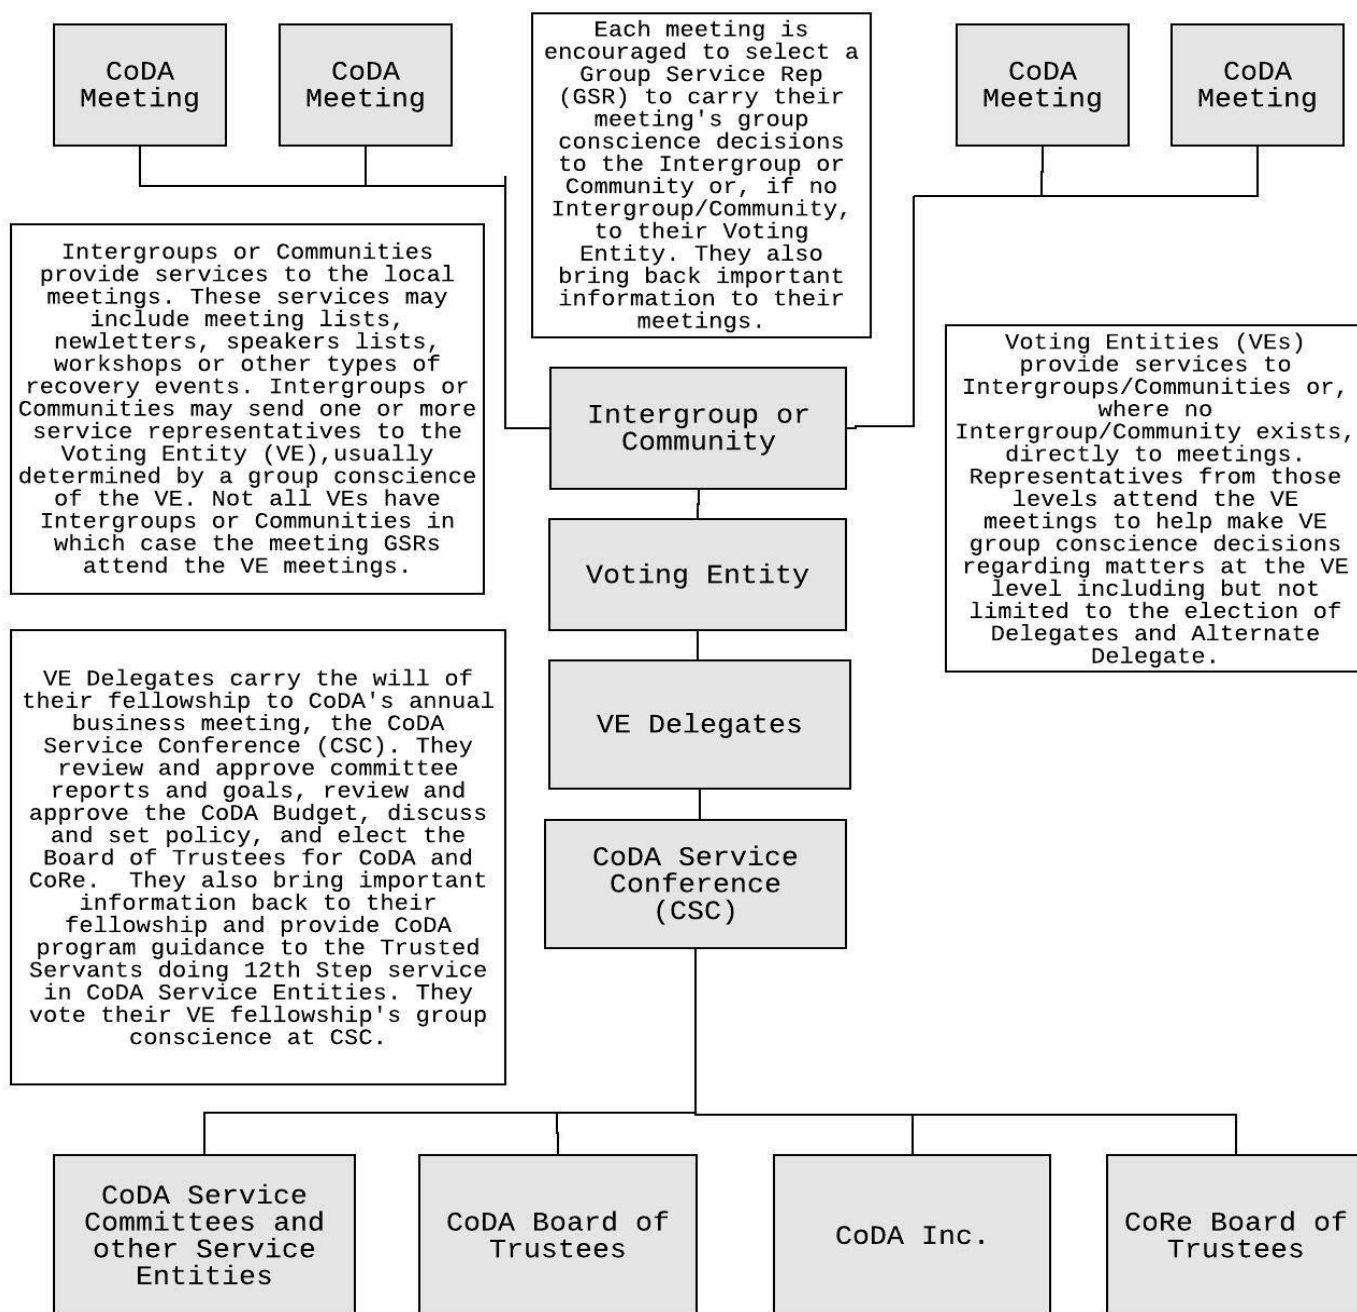 CoDA
Meeting
CoDA
Meeting
Each meeting is
encouraged to select a
Group Service Rep
(GSR) to carry their
meeting's group
conscience decisions
to the Intergroup or
Community or, if no
Intergroup/Community,
to their Voting
Entity. They also
bring back important
information to their
meetings.
CoDA
Meeting
CoDA
Meeting
Intergroups or Communities
provide services to the local
meetings. These services may
include meeting lists,
newletters, speakers lists,
workshops or other types of
recovery events. Intergroups or
Communities may send one or more
service representatives to the
Voting Entity (VE),usually
determined by a group conscience
of the VE. Not all VEs have
Intergroups or Communities in
which case the meeting GSRs
attend the VE meetings.
Intergroup or
Community
Voting Entities (VEs)
provide services to
Intergroups/Communities or,
where no
Intergroup/Community exists,
directly to meetings.
Representatives from those
levels attend the VE
meetings to help make VE
group conscience decisions
regarding matters at the VE
level including but not
limited to the election of
Delegates and Alternate
Delegate.
Voting Entity
VE Delegates carry the will of
their fellowship to CoDA's annual
business meeting, the CoDA
Service Conference (CSC). They
review and approve committee
reports and goals, review and
approve the CoDA Budget, discuss
and set policy, and elect the
Board of Trustees for CoDA and
CoRe.  They also bring important
information back to their
fellowship and provide CoDA
program guidance to the Trusted
Servants doing 12th Step service
in CoDA Service Entities. They
vote their VE fellowship's group
conscience at CSC.
VE Delegates
CoDA Service
Conference
(CSC)
CoDA Service
Committees and
other Service
Entities
CoDA Board of
Trustees
CoDA Inc.
CoRe Board of
Trustees